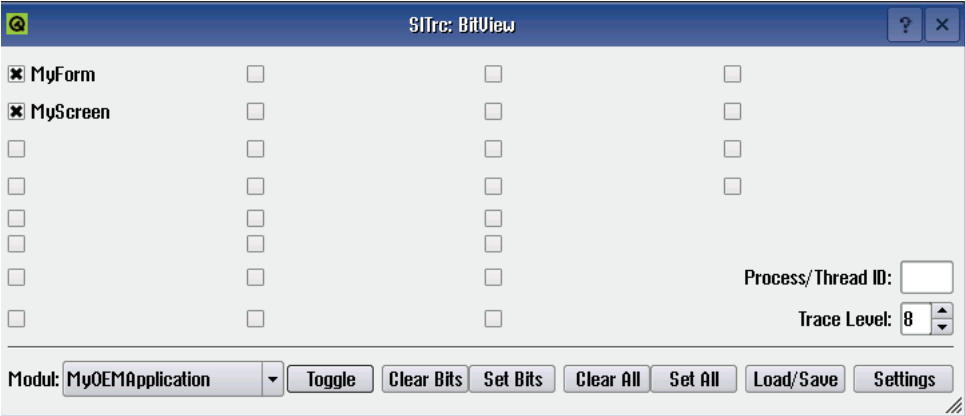 SlTrc: BitView
MyForm
MyScreen
Process/Thread ID:
Trace Level: 8
Modul: MyOEMApplication Toggle Clear Bits Set Bits Clear All Set All Load/Save Settings